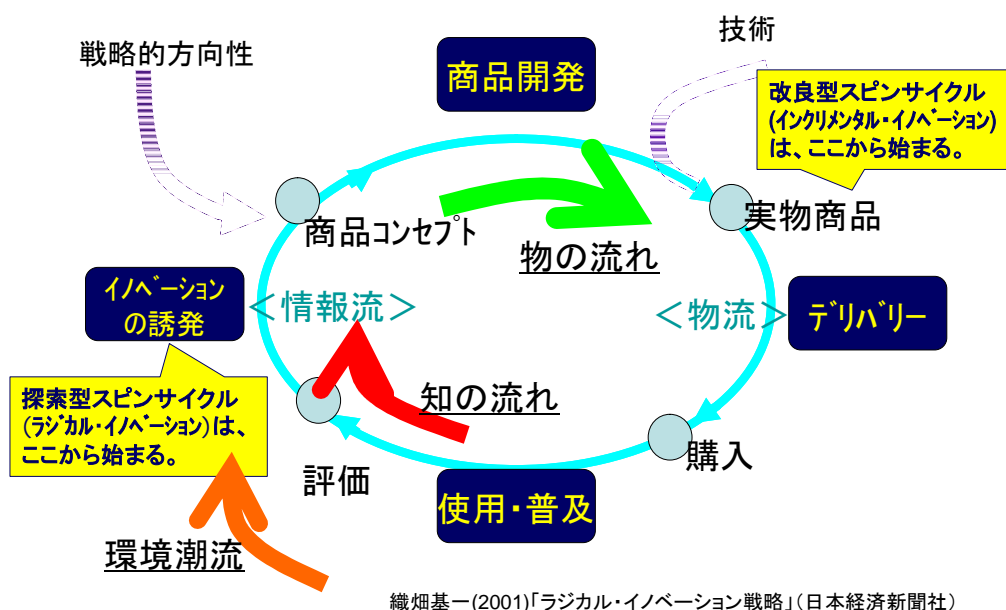 戦略的方向性
技術
商品開発
改良型スピンサイクル
(ｲﾝｸﾘﾒﾝﾀﾙ・ｲﾉﾍﾞｰｼｮﾝ)
は、ここから始まる。
商品ｺﾝｾﾌﾟﾄ
実物商品
物の流れ
ｲﾉﾍﾞｰｼｮﾝ
の誘発
＜情報流＞
＜物流＞
ﾃﾞﾘﾊﾞﾘｰ
探索型スピンサイクル
(ﾗｼﾞｶﾙ・ｲﾉﾍﾞｰｼｮﾝ)は、
ここから始まる。
知の流れ
評価
購入
使用・普及
環境潮流
織畑基一(2001)「ラジカル・イノベーション戦略」（日本経済新聞社）